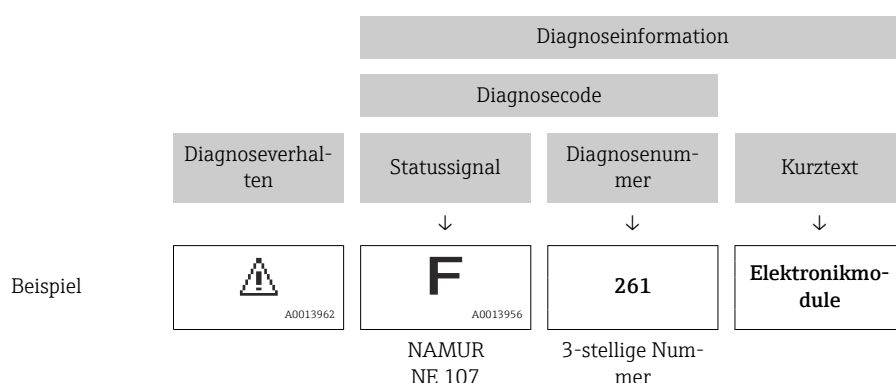 Diagnoseinformation
Diagnosecode
Diagnoseverhal-
ten
Statussignal
Diagnosenum-
mer
Kurztext
↓ ↓ ↓
Beispiel
A0013962
F
A0013956
261
Elektronikmo-
dule
NAMUR
NE 107
3-stellige Num-
mer